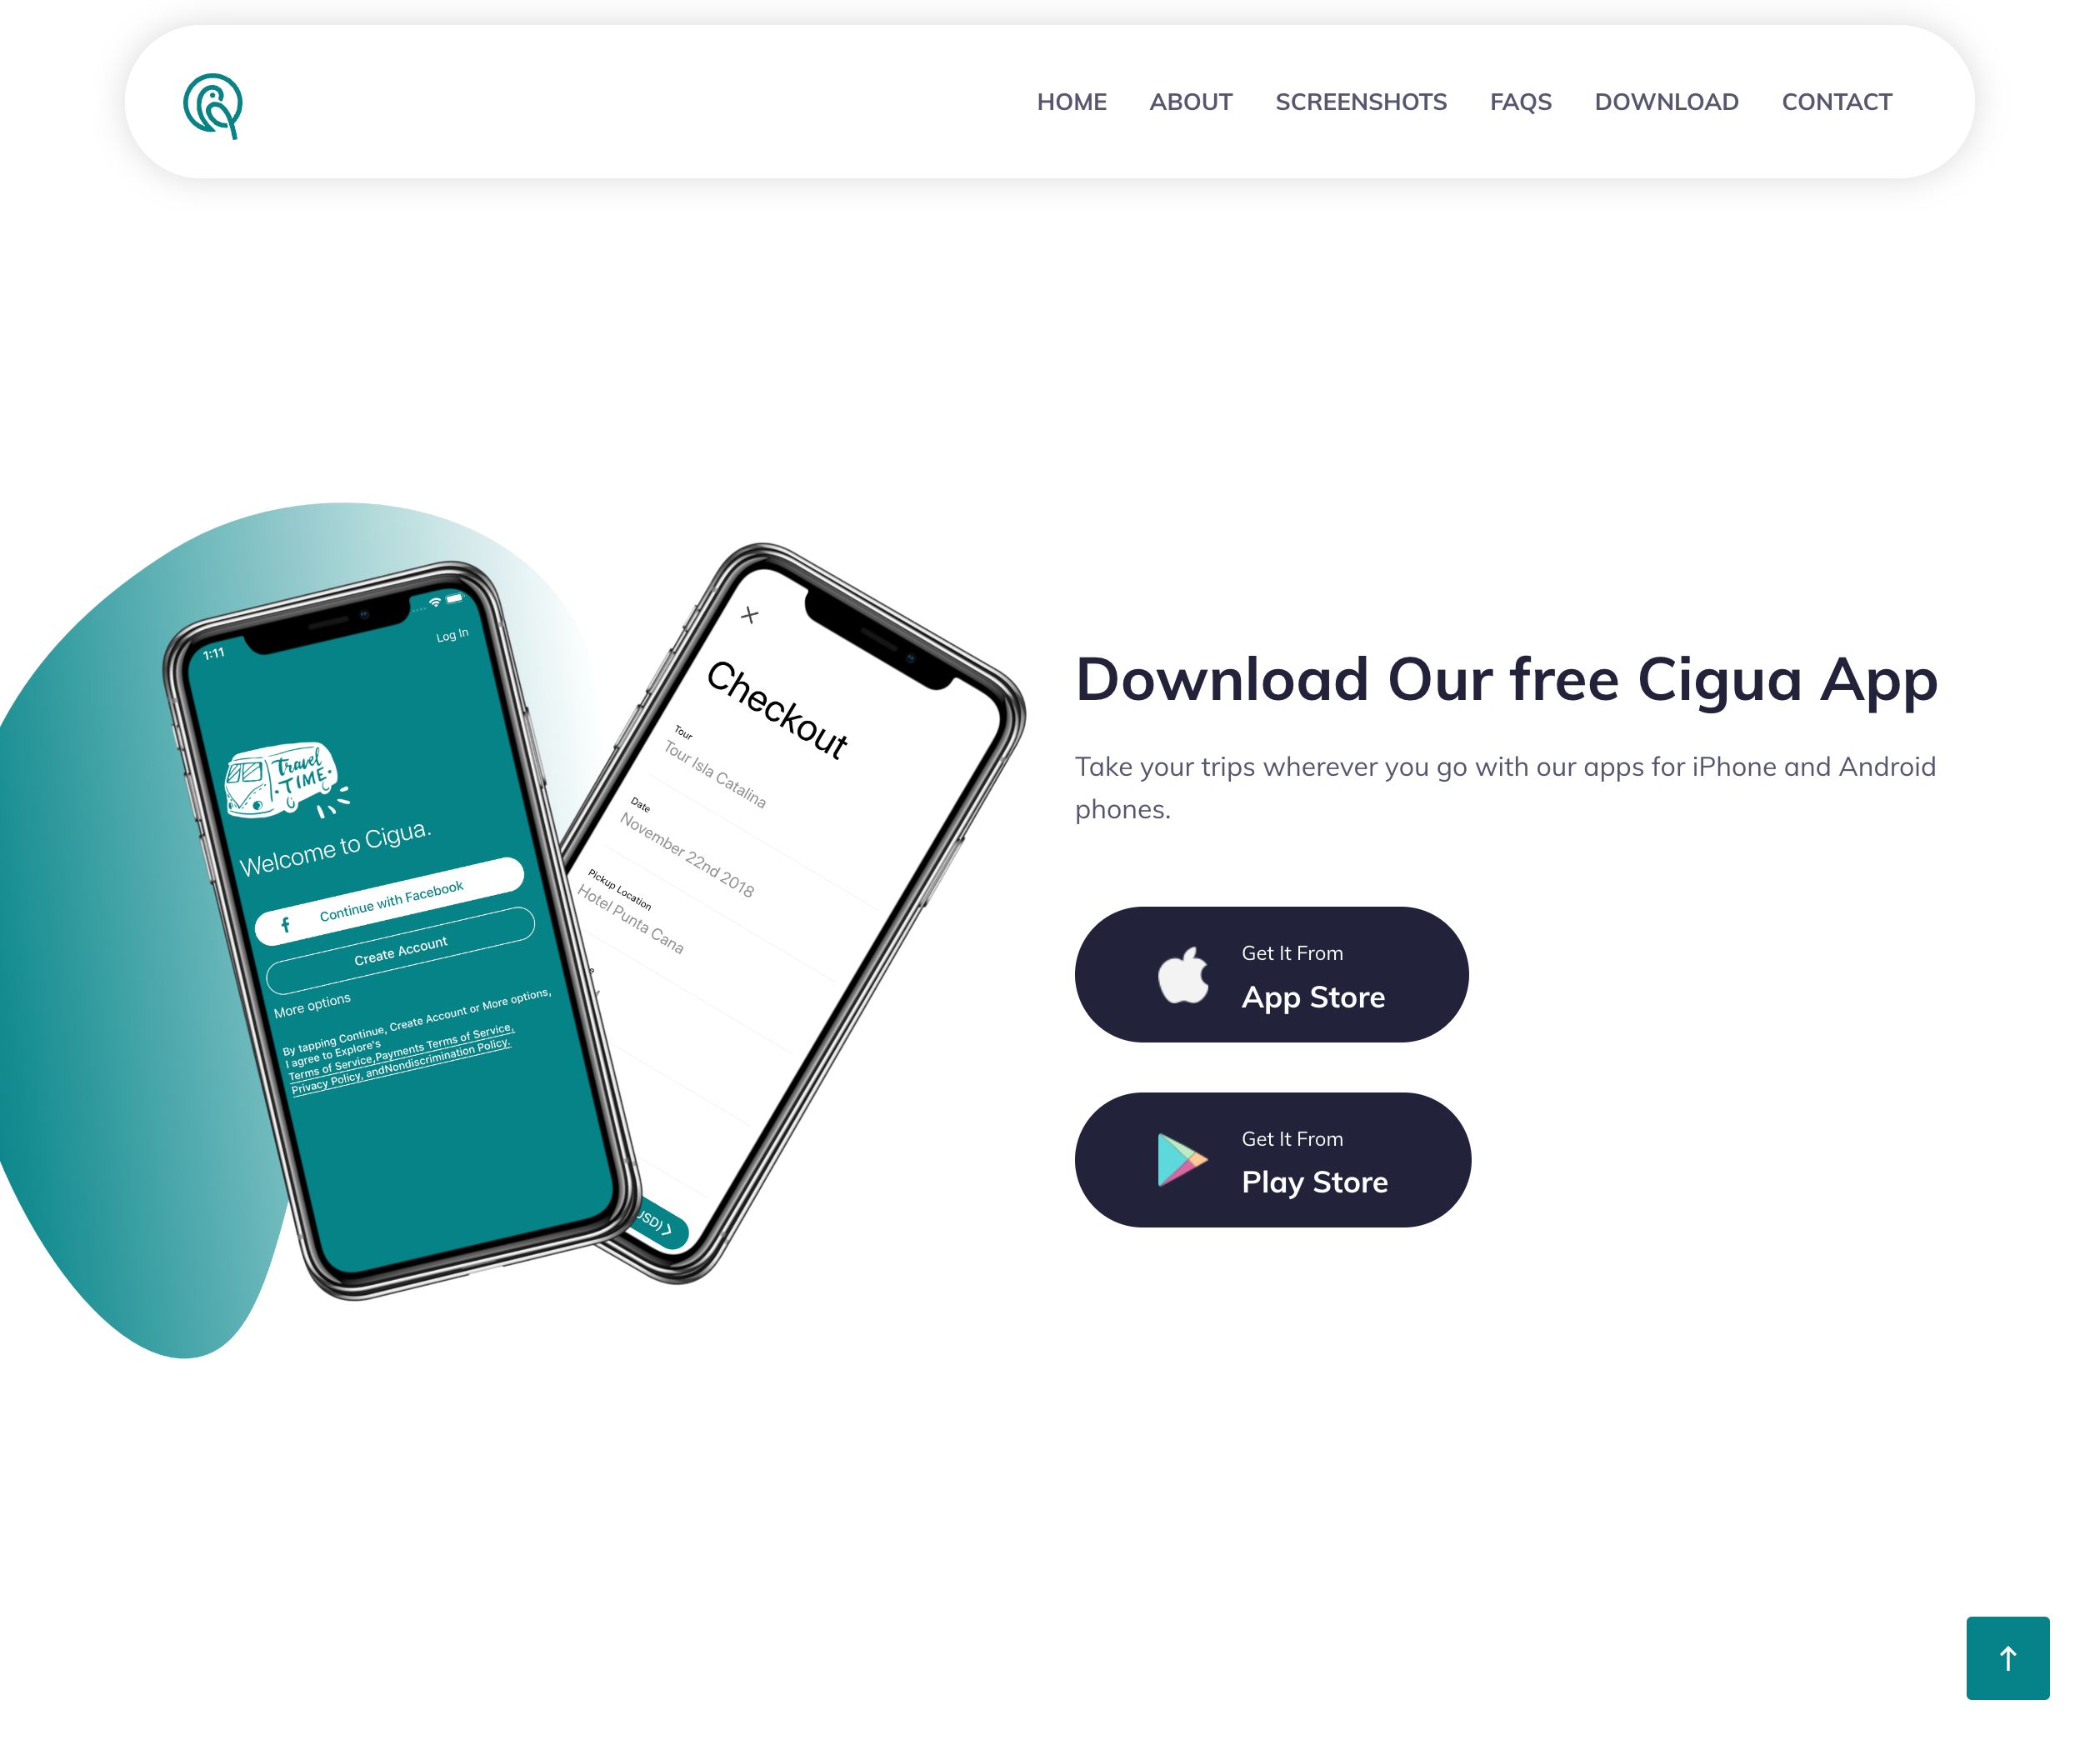 HOME ABOUT SCREENSHOTS FAQS DOWNLOAD CONTACT
1:11
Log In
Travel
TIME
Welcome to Cigua.
Continue with Facebook
Create Account
More options
By tapping Continue, Create Account or More options,
I agree to Explore's
Terms of Service,Payments Terms of Service,
Privacy Policy, andNondiscrimination Policy.
Checkout
Tour
Tour Isla Catalina
Date
November 22nd 2018
Pickup Location
Hotel Punta Cana
USD)
Download Our free Cigua App
Take your trips wherever you go with our apps for iPhone and Android
phones.
Get It From
App Store
Get It From
Play Store